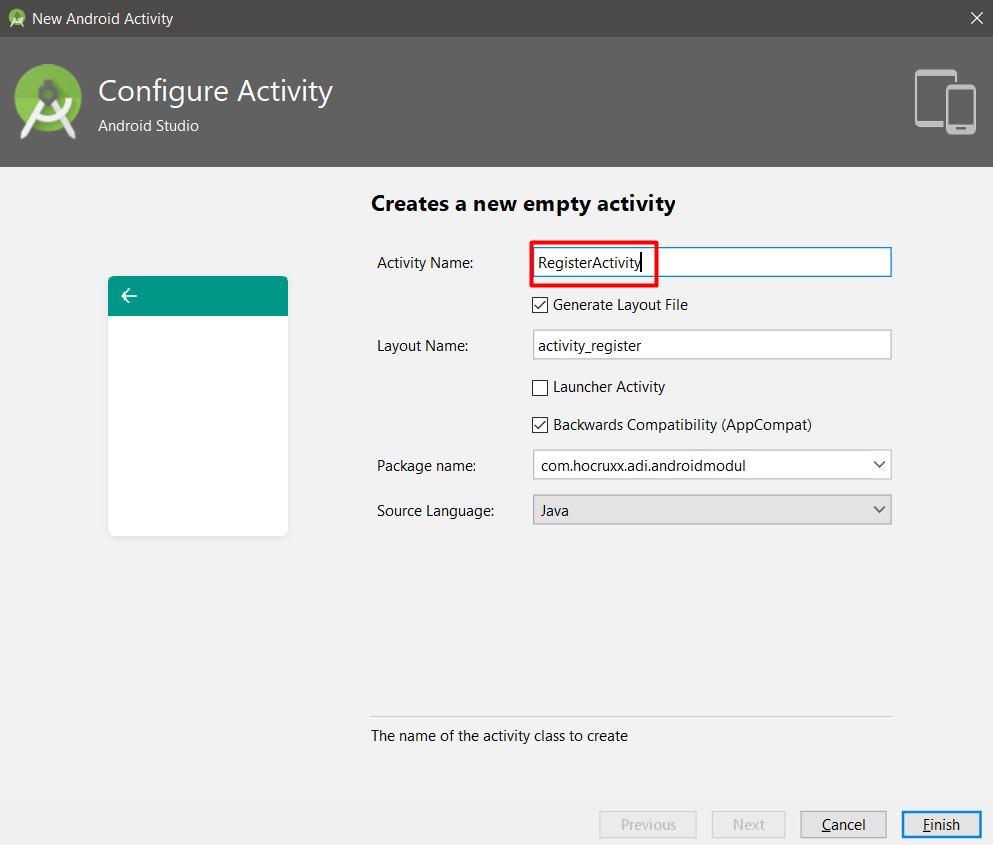 New Android Activity
Configure Activity
Android Studio
Creates a new empty activity
Activity Name:
RegisterActivity
Generate Layout File
Layout Name:
activity_register
Launcher Activity
Backwards Compatibility (AppCompat)
Package name:
com.hocruxx.adi.androidmodul
Source Language:
Java
The name of the activity class to create
Previous
Next
Cancel
Finish